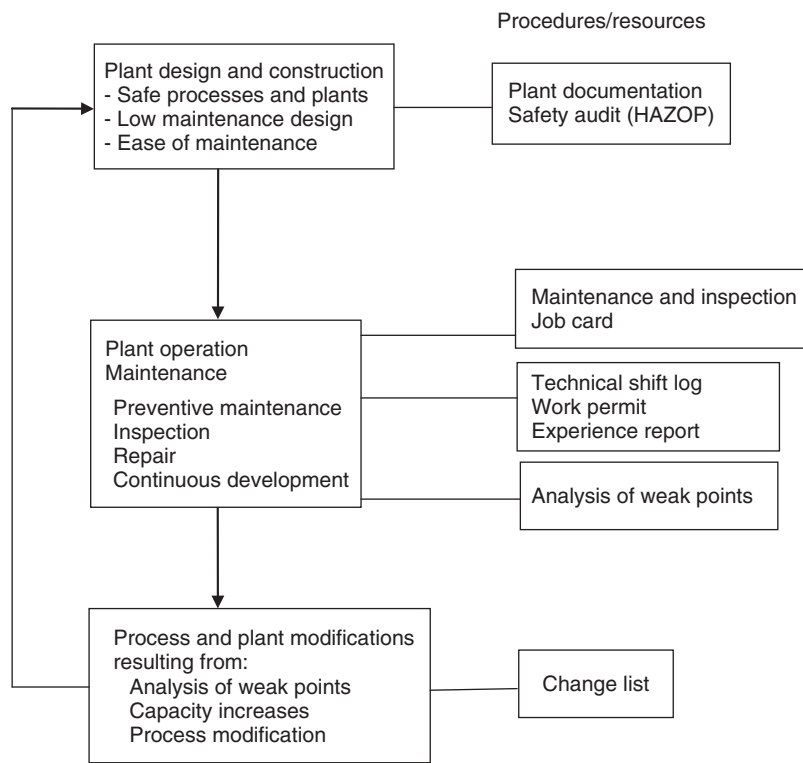 Procedures/resources
Plant design and construction
- Safe processes and plants
- Low maintenance design
- Ease of maintenance
Plant documentation
Safety audit (HAZOP)
Plant operation
Maintenance
Preventive maintenance
Inspection
Repair
Continuous development
Maintenance and inspection
Job card
Technical shift log
Work permit
Experience report
Analysis of weak points
Process and plant modifications
resulting from:
Analysis of weak points
Capacity increases
Process modification
Change list